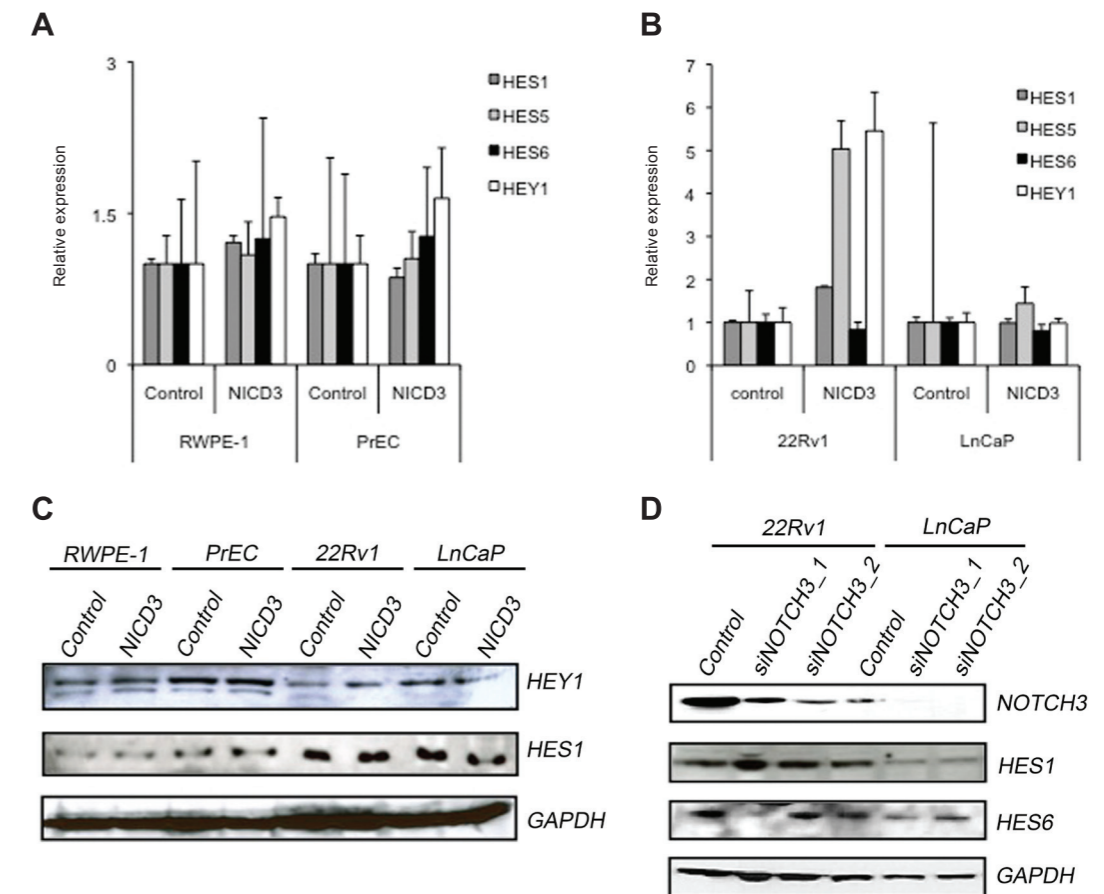 A
3
1.5
0
Relative expression
HES1
HES5
HES6
HEY1
Control NICD3 Control NICD3
RWPE-1 PrEC
B
7
6
5
4
3
2
1
0
Relative expression
HES1
HES5
HES6
HEY1
control NICD3 Control NICD3
22Rv1 LnCaP
C
RWPE-1 PrEC 22Rv1 LnCaP
Control NICD3 Control NICD3 Control NICD3 Control NICD3
HEY1
HES1
GAPDH
D
22Rv1 LnCaP
Control siNOTCH3_1 siNOTCH3_2 Control siNOTCH3_1 siNOTCH3_2
NOTCH3
HES1
HES6
GAPDH